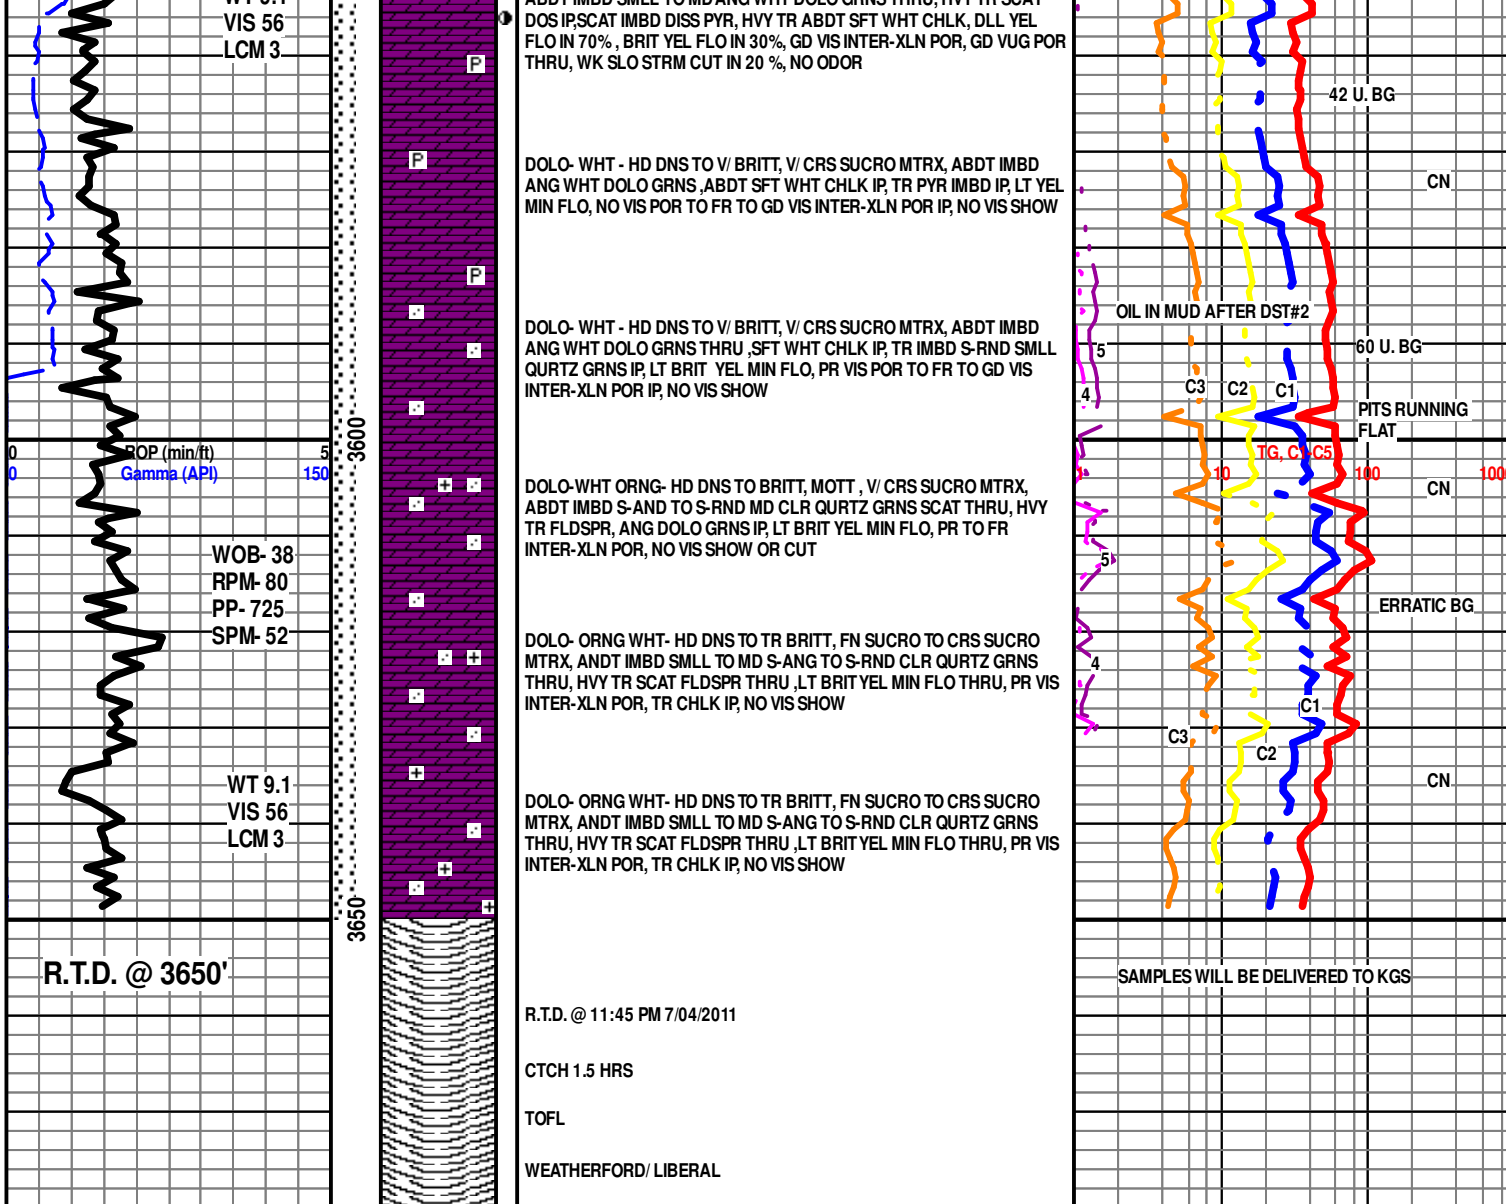 VIS 56
LCM 3
DOS IP,SCAT IMBD DISS PYR, HVY TR ABDT SFT WHT CHLK, DLL YEL
FLO IN 70% , BRIT YEL FLO IN 30%, GD VIS INTER-XLN POR, GD VUG POR
THRU, WK SLO STRM CUT IN 20 %, NO ODOR
P
42 U. BG
P
DOLO- WHT - HD DNS TO V/ BRITT, V/ CRS SUCRO MTRX, ABDT IMBD
ANG WHT DOLO GRNS ,ABDT SFT WHT CHLK IP, TR PYR IMBD IP, LT YEL
MIN FLO, NO VIS POR TO FR TO GD VIS INTER-XLN POR IP, NO VIS SHOW
CN
P
OIL IN MUD AFTER DST#2
DOLO- WHT - HD DNS TO V/ BRITT, V/ CRS SUCRO MTRX, ABDT IMBD
ANG WHT DOLO GRNS THRU ,SFT WHT CHLK IP, TR IMBD S-RND SMLL
QURTZ GRNS IP, LT BRIT YEL MIN FLO, PR VIS POR TO FR TO GD VIS
INTER-XLN POR IP, NO VIS SHOW
5
60 U. BG
4
C3
C2
C1
PITS RUNNING
FLAT
3600
0 ROP (min/ft) 5
0 Gamma (API) 150
TG, C1-C5
10 100 1000
CN
DOLO-WHT ORNG- HD DNS TO BRITT, MOTT , V/ CRS SUCRO MTRX,
ABDT IMBD S-AND TO S-RND MD CLR QURTZ GRNS SCAT THRU, HVY
TR FLDSPR, ANG DOLO GRNS IP, LT BRIT YEL MIN FLO, PR TO FR
INTER-XLN POR, NO VIS SHOW OR CUT
5
WOB- 38
RPM- 80
PP- 725
SPM- 52
ERRATIC BG
DOLO- ORNG WHT- HD DNS TO TR BRITT, FN SUCRO TO CRS SUCRO
MTRX, ANDT IMBD SMLL TO MD S-ANG TO S-RND CLR QURTZ GRNS
THRU, HVY TR SCAT FLDSPR THRU ,LT BRIT YEL MIN FLO THRU, PR VIS
INTER-XLN POR, TR CHLK IP, NO VIS SHOW
4
C1
C3
C2
CN
WT 9.1
VIS 56
LCM 3
DOLO- ORNG WHT- HD DNS TO TR BRITT, FN SUCRO TO CRS SUCRO
MTRX, ANDT IMBD SMLL TO MD S-ANG TO S-RND CLR QURTZ GRNS
THRU, HVY TR SCAT FLDSPR THRU ,LT BRIT YEL MIN FLO THRU, PR VIS
INTER-XLN POR, TR CHLK IP, NO VIS SHOW
3650
R.T.D. @ 3650'
SAMPLES WILL BE DELIVERED TO KGS
R.T.D. @ 11:45 PM 7/04/2011
CTCH 1.5 HRS
TOFL
WEATHERFORD/ LIBERAL